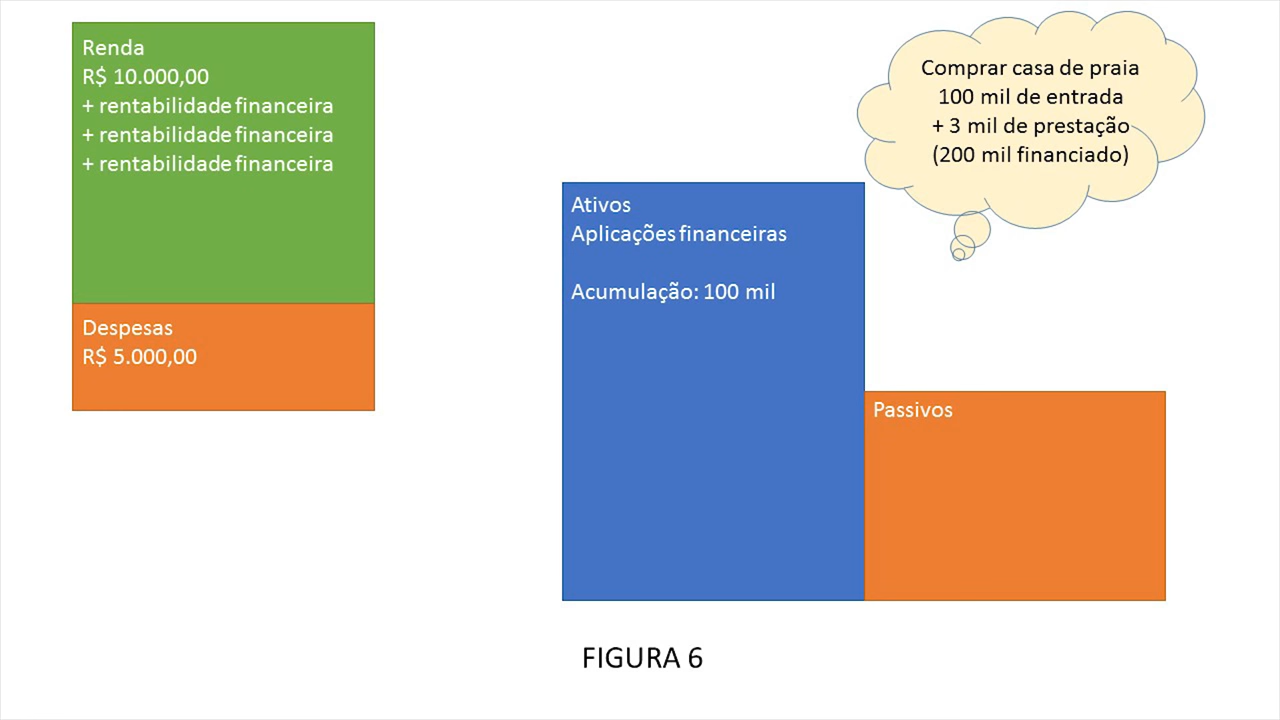 Renda
R$ 10.000,00
+ rentabilidade financeira
+ rentabilidade financeira
+ rentabilidade financeira
Despesas
R$ 5.000,00
Comprar casa de praia
100 mil de entrada
+ 3 mil de prestação
(200 mil financiado)
Ativos
Aplicações financeiras
Acumulação: 100 mil
Passivos
FIGURA 6